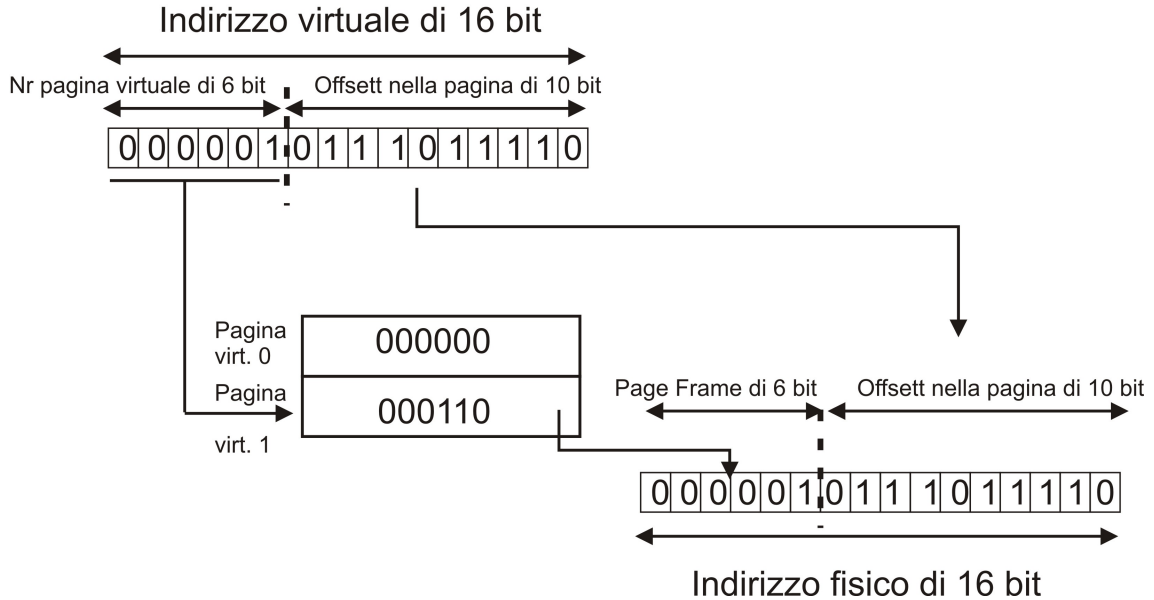 Indirizzo virtuale di 16 bit
Nr pagina virtuale di 6 bit
Offsett nella pagina di 10 bit
0 0 0 0 0 1 0 1 1 1 0 1 1 1 1 0
Pagina
virt. 0
000000
Pagina
virt. 1
000110
Page Frame di 6 bit
Offsett nella pagina di 10 bit
0 0 0 0 0 1 0 1 1 1 0 1 1 1 1 0
Indirizzo fisico di 16 bit